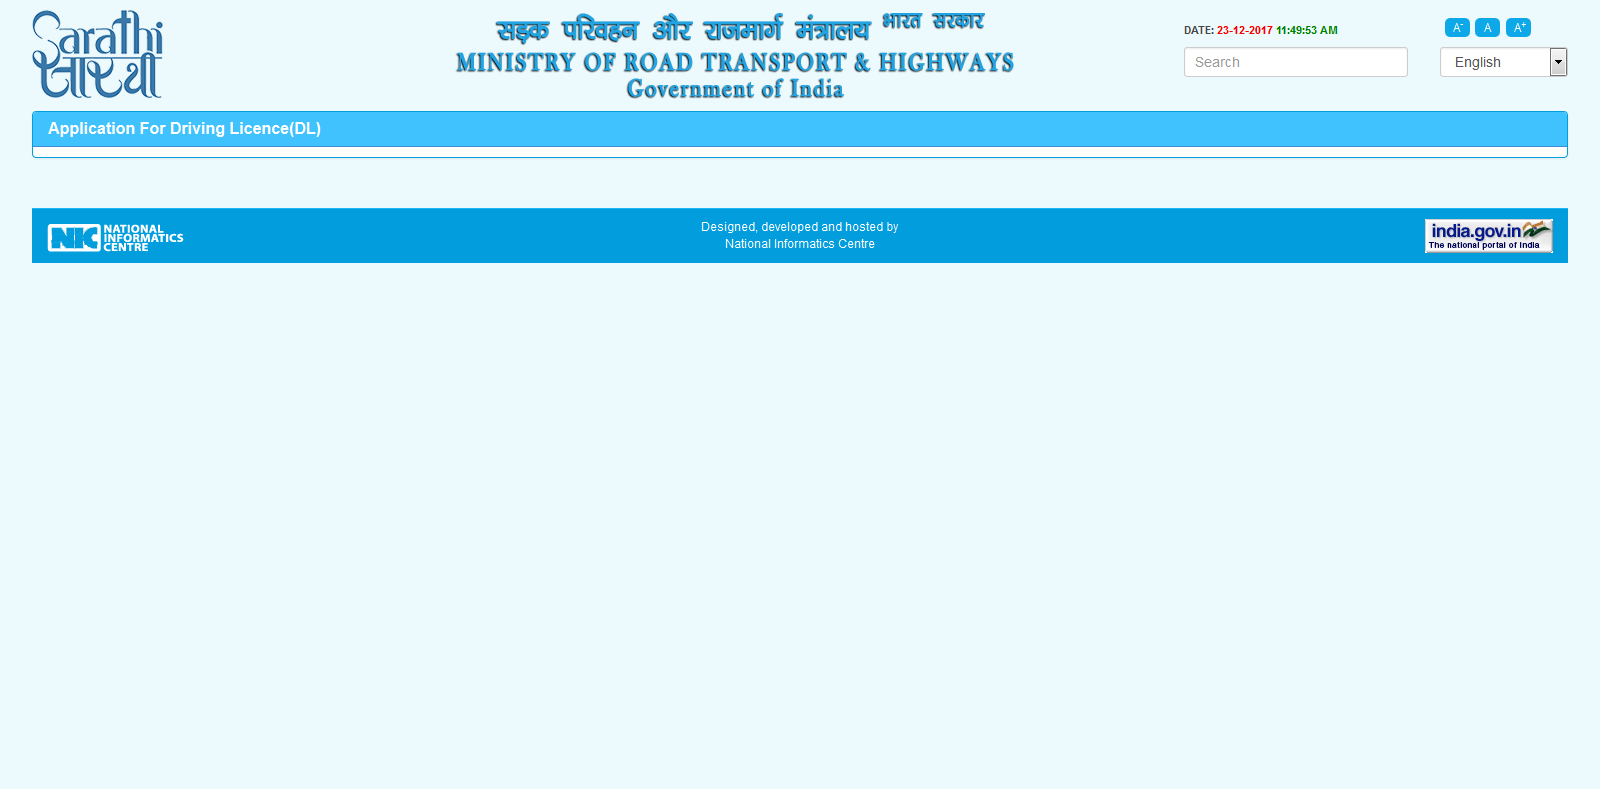 Sarathi
सारथी
सड़क परिवहन और राजमार्ग मंत्रालय भारत सरकार
MINISTRY OF ROAD TRANSPORT & HIGHWAYS
Government of India
DATE: 23-12-2017 11:49:53 AM
A- A A+
Search
English
Application For Driving Licence(DL)
NIC
NATIONAL
INFORMATICS
CENTRE
Designed, developed and hosted by
National Informatics Centre
india.gov.in
The national portal of India